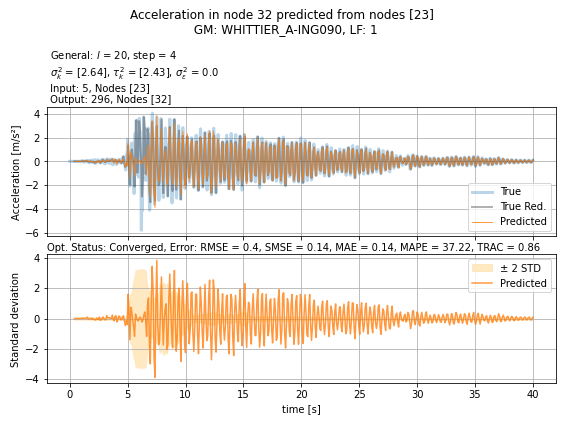 Acceleration in node 32 predicted from nodes [23]
GM: WHITTIER_A-ING090, LF: 1
General: l = 20, step = 4
σ²ₖ = [2.64], τ²ₖ = [2.43], σ²ᵣ = 0.0
Input: 5, Nodes [23]
Output: 296, Nodes [32]
Acceleration [m/s²]
4
2
0
−2
−4
−6
True
True Red.
Predicted
Opt. Status: Converged, Error: RMSE = 0.4, SMSE = 0.14, MAE = 0.14, MAPE = 37.22, TRAC = 0.86
Standard deviation
4
2
0
−2
−4
± 2 STD
Predicted
0 5 10 15 20 25 30 35 40
time [s]